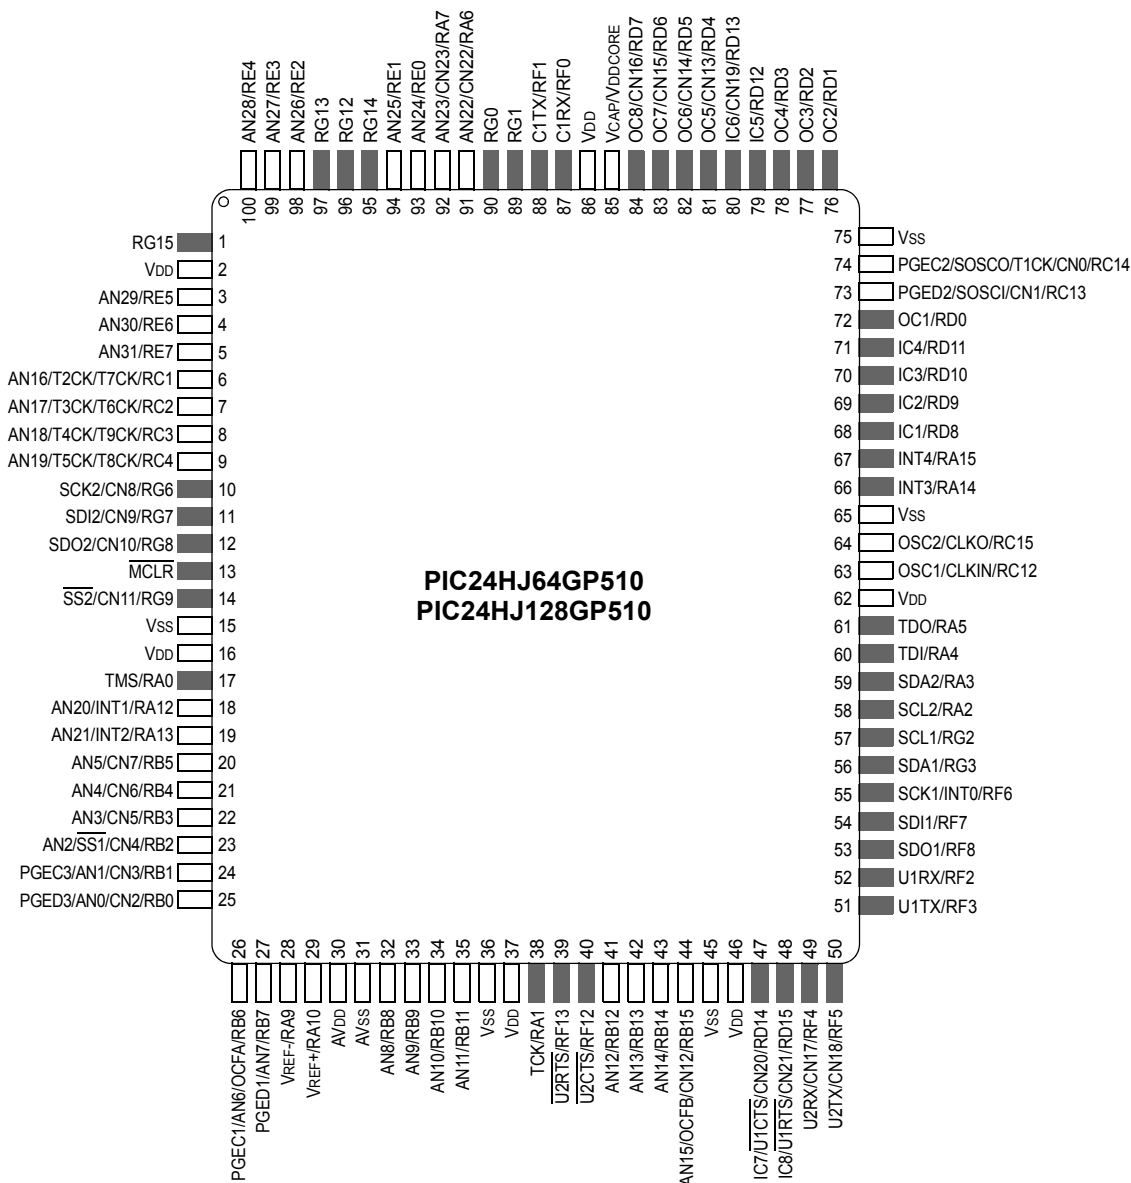 AN28/RE4
AN27/RE3
AN26/RE2
RG13
RG12
RG14
AN25/RE1
AN24/RE0
AN23/CN23/RA7
AN22/CN22/RA6
RG0
RG1
C1TX/RF1
C1RX/RF0
VDD
VCAP/VDDCORE
OC8/CN16/RD7
OC7/CN15/RD6
OC6/CN14/RD5
OC5/CN13/RD4
IC6/CN19/RD13
IC5/RD12
OC4/RD3
OC3/RD2
OC2/RD1
100
99
98
97
96
95
94
93
92
91
90
89
88
87
86
85
84
83
82
81
80
79
78
77
76
RG15 1
VDD 2
AN29/RE5 3
AN30/RE6 4
AN31/RE7 5
AN16/T2CK/T7CK/RC1 6
AN17/T3CK/T6CK/RC2 7
AN18/T4CK/T9CK/RC3 8
AN19/T5CK/T8CK/RC4 9
SCK2/CN8/RG6 10
SDI2/CN9/RG7 11
SDO2/CN10/RG8 12
MCLR 13
SS2/CN11/RG9 14
VSS 15
VDD 16
TMS/RA0 17
AN20/INT1/RA12 18
AN21/INT2/RA13 19
AN5/CN7/RB5 20
AN4/CN6/RB4 21
AN3/CN5/RB3 22
AN2/SS1/CN4/RB2 23
PGEC3/AN1/CN3/RB1 24
PGED3/AN0/CN2/RB0 25
PIC24HJ64GP510
PIC24HJ128GP510
75 VSS
74 PGEC2/SOSCO/T1CK/CN0/RC14
73 PGED2/SOSCI/CN1/RC13
72 OC1/RD0
71 IC4/RD11
70 IC3/RD10
69 IC2/RD9
68 IC1/RD8
67 INT4/RA15
66 INT3/RA14
65 VSS
64 OSC2/CLKO/RC15
63 OSC1/CLKIN/RC12
62 VDD
61 TDO/RA5
60 TDI/RA4
59 SDA2/RA3
58 SCL2/RA2
57 SCL1/RG2
56 SDA1/RG3
55 SCK1/INT0/RF6
54 SDI1/RF7
53 SDO1/RF8
52 U1RX/RF2
51 U1TX/RF3
26
27
28
29
30
31
32
33
34
35
36
37
38
39
40
41
42
43
44
45
46
47
48
49
50
PGEC1/AN6/OCFA/RB6
PGED1/AN7/RB7
VREF-/RA9
VREF+/RA10
AVDD
AVSS
AN8/RB8
AN9/RB9
AN10/RB10
AN11/RB11
VSS
VDD
TCK/RA1
U2RTS/RF13
U2CTS/RF12
AN12/RB12
AN13/RB13
AN14/RB14
AN15/OCFB/CN12/RB15
VSS
VDD
IC7/U1CTS/CN20/RD14
IC8/U1RTS/CN21/RD15
U2RX/CN17/RF4
U2TX/CN18/RF5